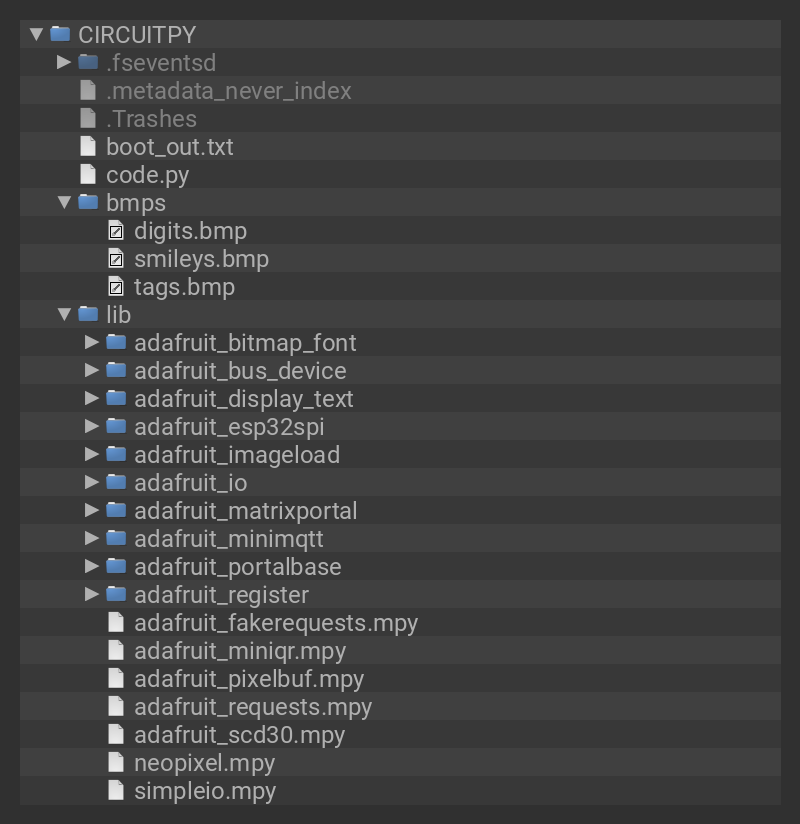 CIRCUITPY
.fseventsd
.metadata_never_index
.Trashes
boot_out.txt
code.py
bmps
digits.bmp
smileys.bmp
tags.bmp
lib
adafruit_bitmap_font
adafruit_bus_device
adafruit_display_text
adafruit_esp32spi
adafruit_imageload
adafruit_io
adafruit_matrixportal
adafruit_minimqtt
adafruit_portalbase
adafruit_register
adafruit_fakerequests.mpy
adafruit_miniqr.mpy
adafruit_pixelbuf.mpy
adafruit_requests.mpy
adafruit_scd30.mpy
neopixel.mpy
simpleio.mpy